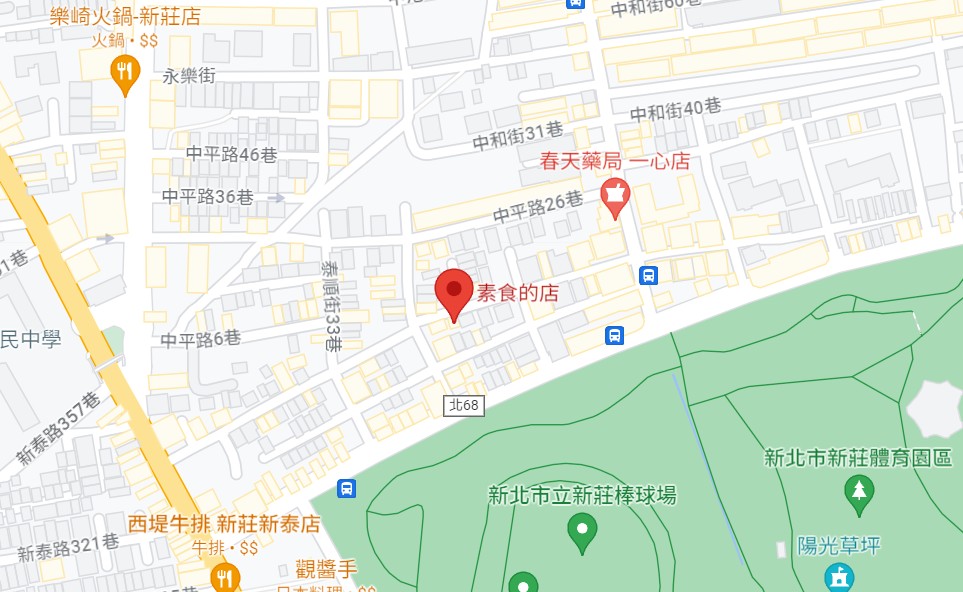 樂崎火鍋-新莊店
火鍋・$$
永樂街
中和街60巷
中和街40巷
中和街31巷
中平路46巷
中平路36巷
春天藥局 一心店
中平路26巷
泰順街33巷
素食的店
中平路6巷
民中學
北68
新泰路357巷
新北市新莊體育園區
新北市立新莊棒球場
西堤牛排 新莊新泰店
牛排・$$
新泰路321巷
陽光草坪
觀醬手
日本料理・$$